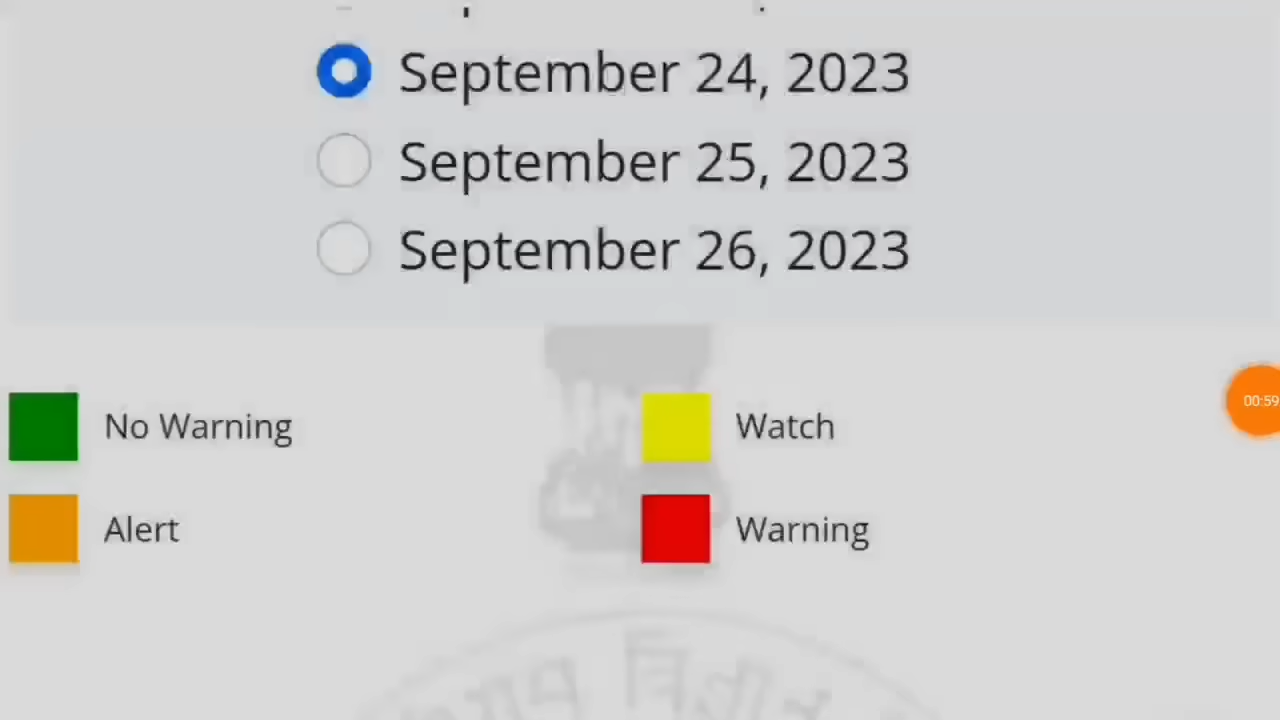 September 24, 2023
September 25, 2023
September 26, 2023
No Warning
Watch
00:59
Alert
Warning